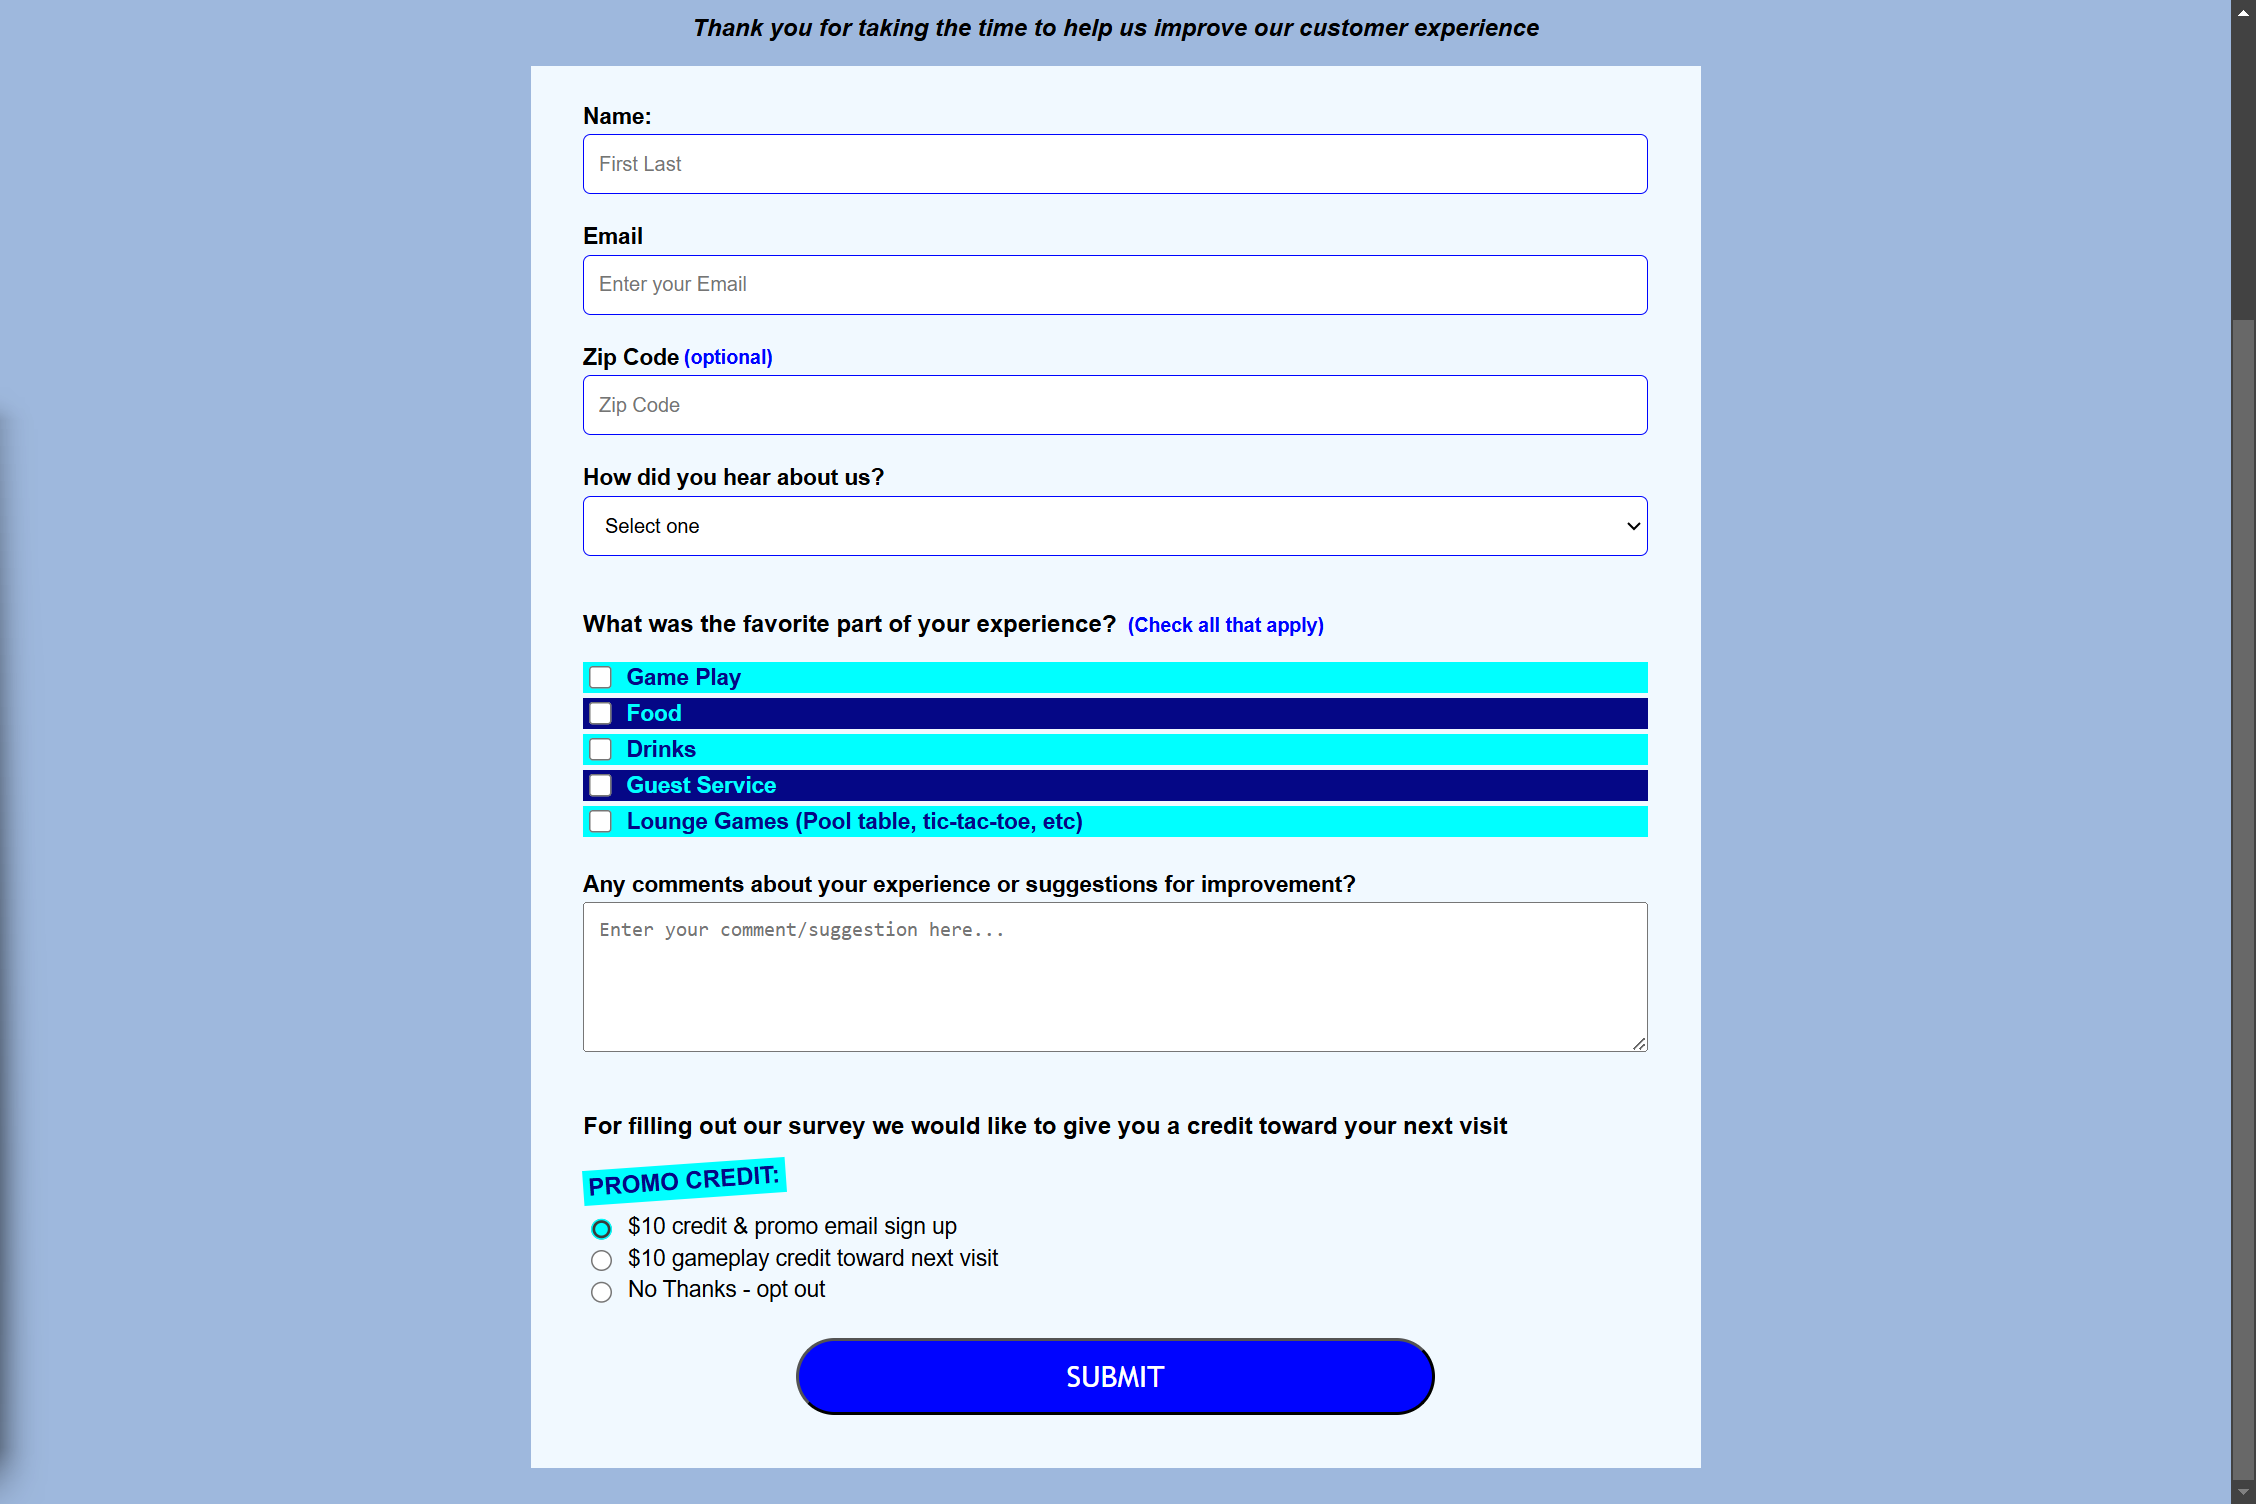 Thank you for taking the time to help us improve our customer experience
Name:
First Last
Email
Enter your Email
Zip Code (optional)
Zip Code
How did you hear about us?
Select one
What was the favorite part of your experience? (Check all that apply)
Game Play
Food
Drinks
Guest Service
Lounge Games (Pool table, tic-tac-toe, etc)
Any comments about your experience or suggestions for improvement?
Enter your comment/suggestion here...
For filling out our survey we would like to give you a credit toward your next visit
PROMO CREDIT:
$10 credit & promo email sign up
$10 gameplay credit toward next visit
No Thanks - opt out
SUBMIT